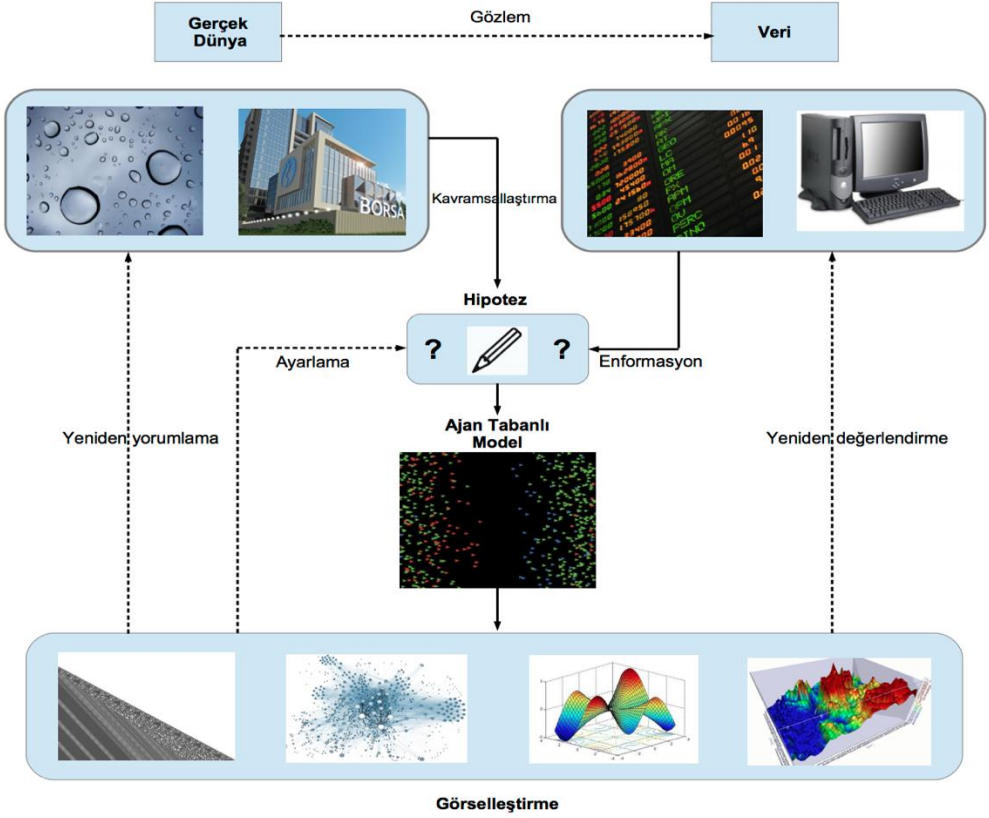 Gerçek
Dünya
Gözlem
Veri
BORSA
Kavramsallaştırma
Hipotez
?
?
Ayarlama
Enformasyon
Ajan Tabanlı
Model
Yeniden yorumlama
Yeniden değerlendirme
Görselleştirme